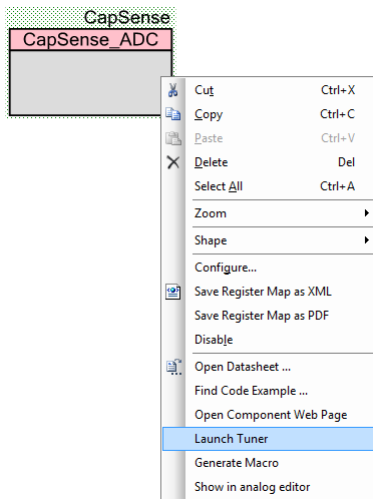 CapSense
CapSense_ADC
Cut Ctrl+X
Copy Ctrl+C
Paste Ctrl+V
Delete Del
Select All Ctrl+A
Zoom
Shape
Configure...
Save Register Map as XML
Save Register Map as PDF
Disable
Open Datasheet ...
Find Code Example ...
Open Component Web Page
Launch Tuner
Generate Macro
Show in analog editor